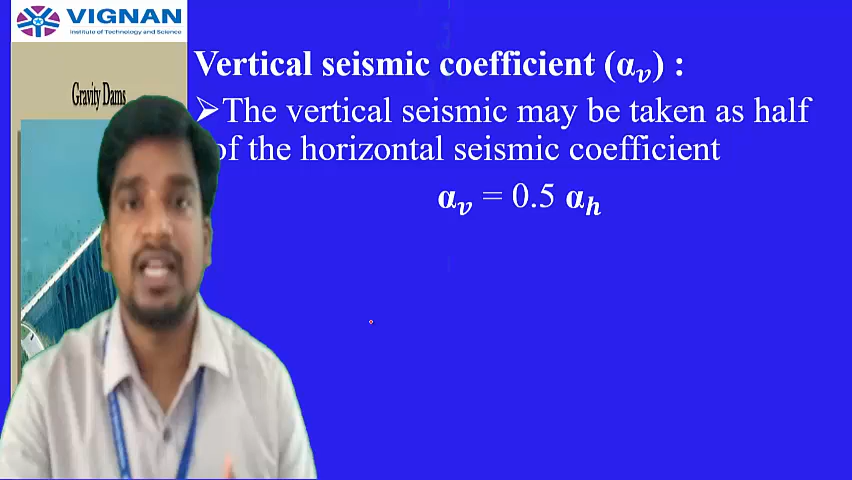 VIGNAN
Institute of Technology and Science
Gravity Dams
Vertical seismic coefficient (αᵥ) :
➢The vertical seismic may be taken as half
of the horizontal seismic coefficient
αᵥ = 0.5 αₕ